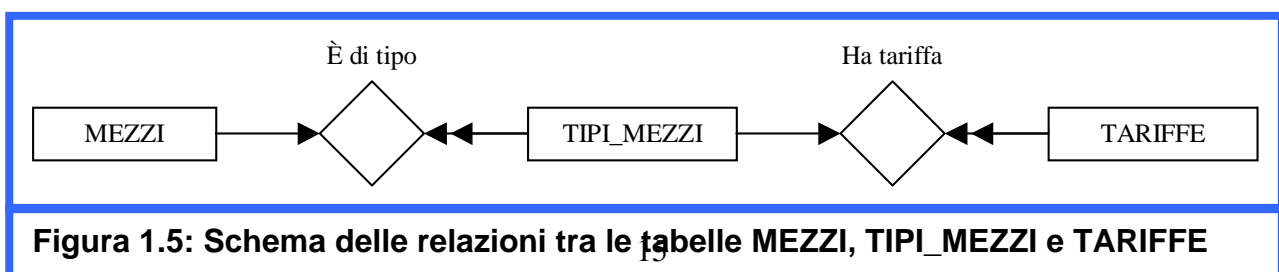 È di tipo
Ha tariffa
MEZZI
TIPI_MEZZI
TARIFFE
Figura 1.5: Schema delle relazioni tra le tabelle MEZZI, TIPI_MEZZI e TARIFFE